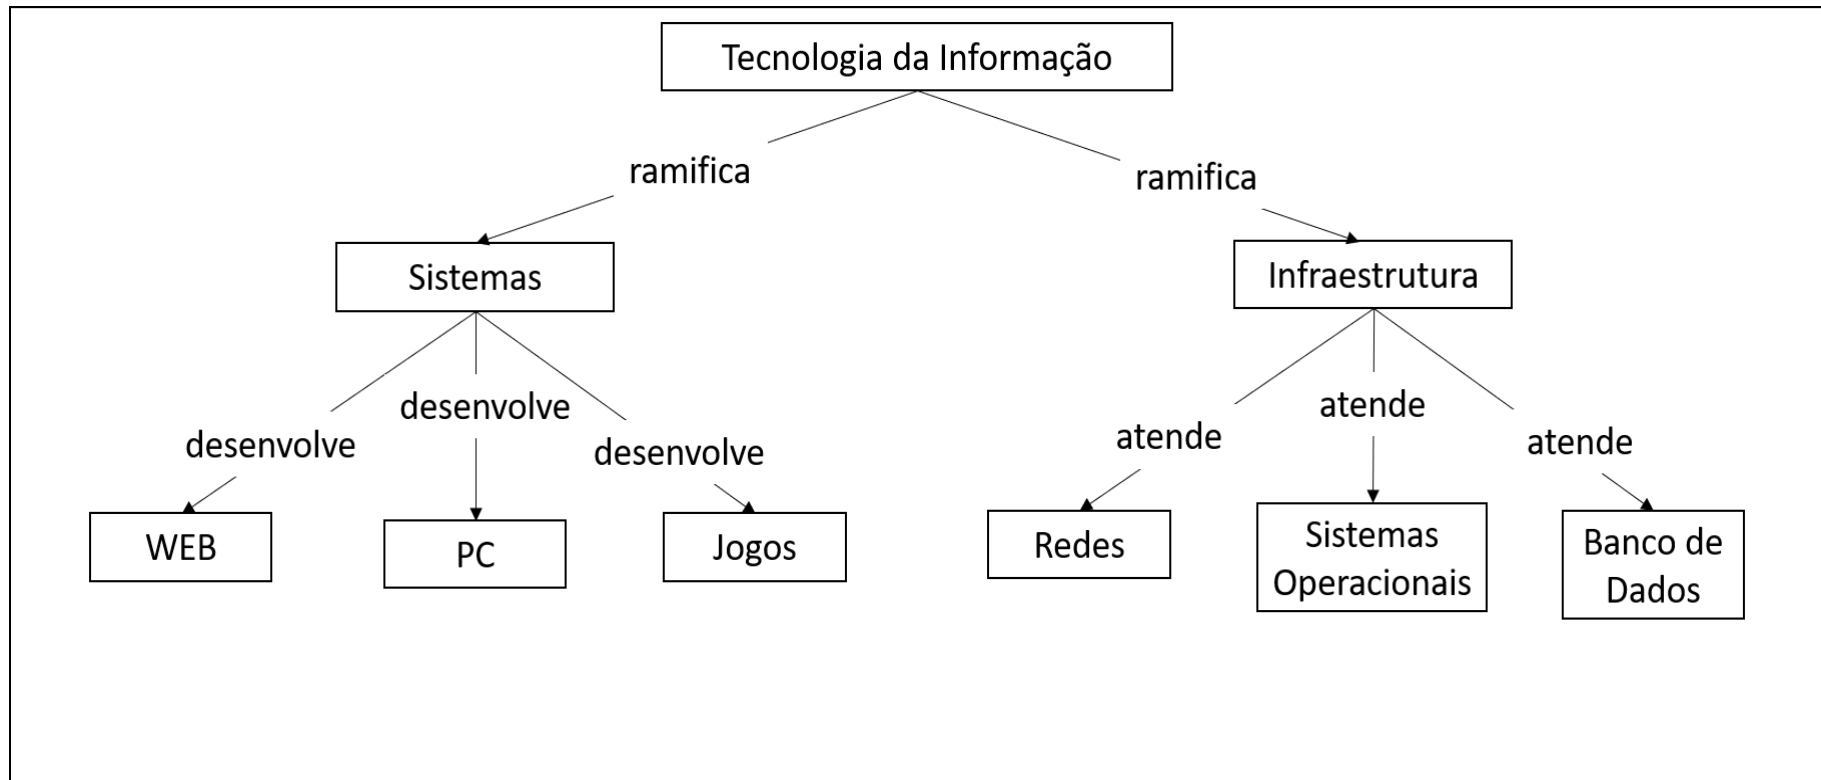 Tecnologia da Informação
ramifica
ramifica
Sistemas
Infraestrutura
desenvolve
desenvolve
desenvolve
atende
atende
atende
WEB
PC
Jogos
Redes
Sistemas
Operacionais
Banco de
Dados